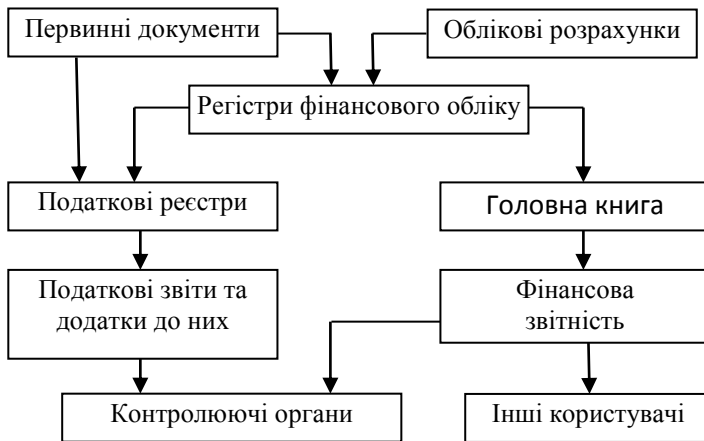 Первинні документи
Облікові розрахунки
Регістри фінансового обліку
Податкові реєстри
Головна книга
Податкові звіти та
додатки до них
Фінансова
звітність
Контролюючі органи
Інші користувачі